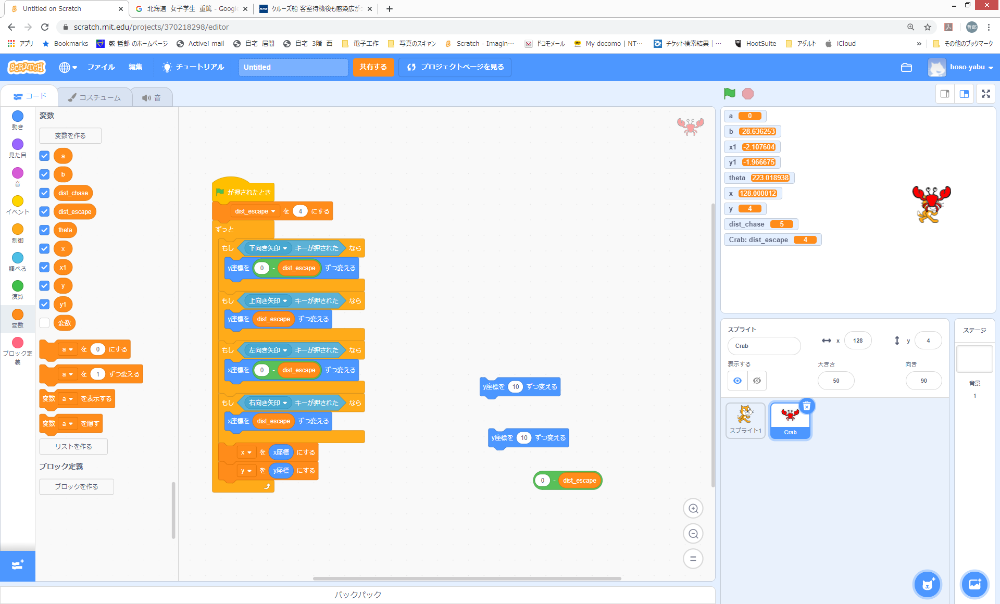 Untitled on Scratch
北海道 女子学生 重篤 - Google
NHK クルーズ船 客室待機後も感染広が
scratch.mit.edu/projects/370218298/editor
哲郎
アプリ Bookmarks 薮 哲郎 のホームページ Active! mail 自宅 居間 自宅 3階 西 電子工作 写真のスキャン Scratch - Imagin… ドコモメール My docomo | NT… チケット検索結果 | … HootSuite アダルト iCloud » その他のブックマーク
SCRATCH ファイル 編集 チュートリアル Untitled 共有する プロジェクトページを見る hoso-yabu
コード コスチューム 音
動き
見た目
音
イベント
制御
調べる
演算
変数
ブロック定義
変数
変数を作る
a
b
dist_chase
dist_escape
theta
x
x1
y
y1
変数
a を 0 にする
a を 1 ずつ変える
変数 a を表示する
変数 a を隠す
リストを作る
ブロック定義
ブロックを作る
が押されたとき
dist_escape を 4 にする
ずっと
もし 下向き矢印 キーが押された なら
y座標を 0 - dist_escape ずつ変える
もし 上向き矢印 キーが押された なら
y座標を dist_escape ずつ変える
もし 左向き矢印 キーが押された なら
x座標を 0 - dist_escape ずつ変える
もし 右向き矢印 キーが押された なら
x座標を dist_escape ずつ変える
x を x座標 にする
y を y座標 にする
y座標を 10 ずつ変える
y座標を 10 ずつ変える
0 - dist_escape
バックパック
a 0
b -28.636253
x1 -2.107604
y1 -1.966675
theta 223.018938
x 128.000012
y 4
dist_chase 5
Crab: dist_escape 4
スプライト
Crab
x 128
y 4
表示する
大きさ 50
向き 90
スプライト1
Crab
ステージ
背景
1